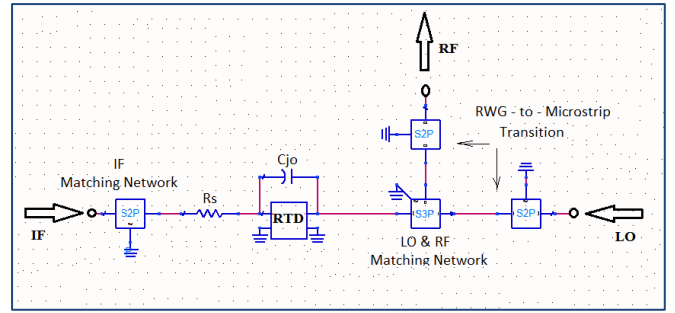 RF
RWG - to - Microstrip
Transition
S2P
IF
Matching Network
Cjo
Rs
S2P
RTD
S3P
S2P
IF
LO & RF
Matching Network
LO